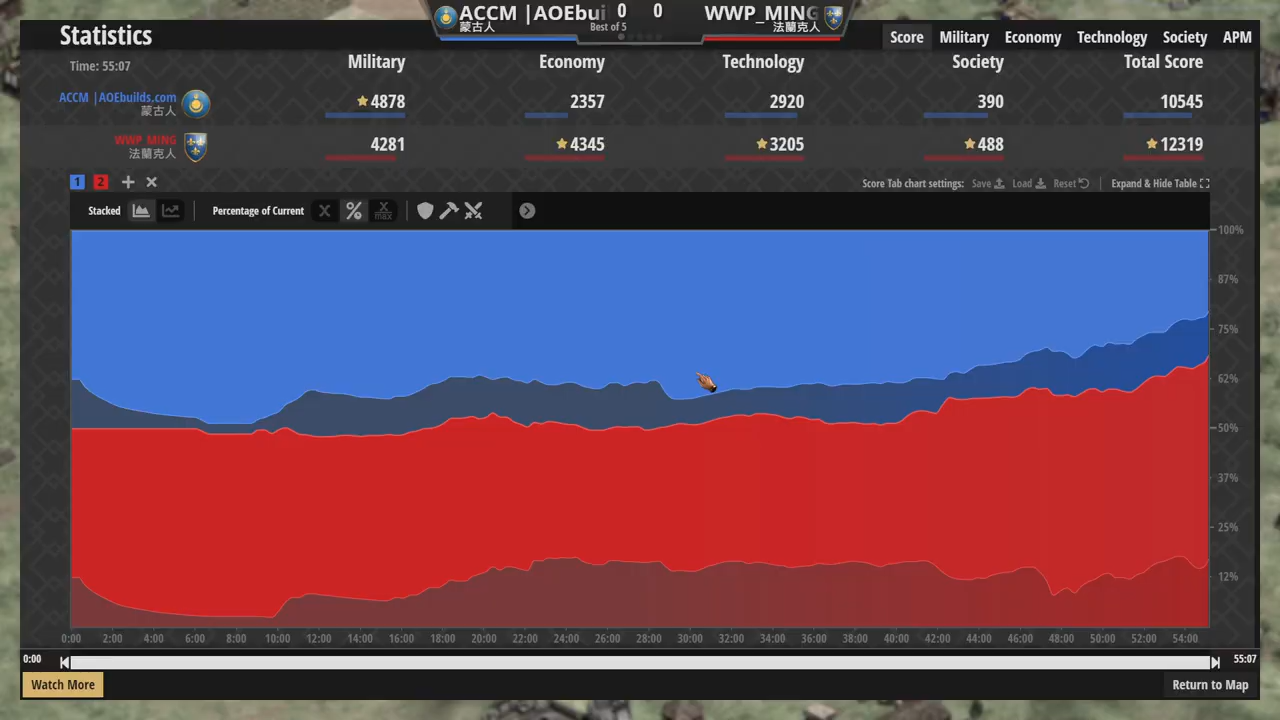 ACCM |AOEbui 0 0 WWP_MING
蒙古人 Best of 5 法蘭克人
Statistics
Score Military Economy Technology Society APM
Time: 55:07
Military Economy Technology Society Total Score
ACCM |AOEbuilds.com 4878 2357 2920 390 10545
蒙古人
WWP MING 4281 4345 3205 488 12319
法蘭克人
1 2
Score Tab chart settings: Save Load Reset Expand & Hide Table
Stacked Percentage of Current X % X max
100%
87%
75%
62%
50%
37%
25%
12%
0:00 2:00 4:00 6:00 8:00 10:00 12:00 14:00 16:00 18:00 20:00 22:00 24:00 26:00 28:00 30:00 32:00 34:00 36:00 38:00 40:00 42:00 44:00 46:00 48:00 50:00 52:00 54:00
0:00 55:07
Watch More Return to Map